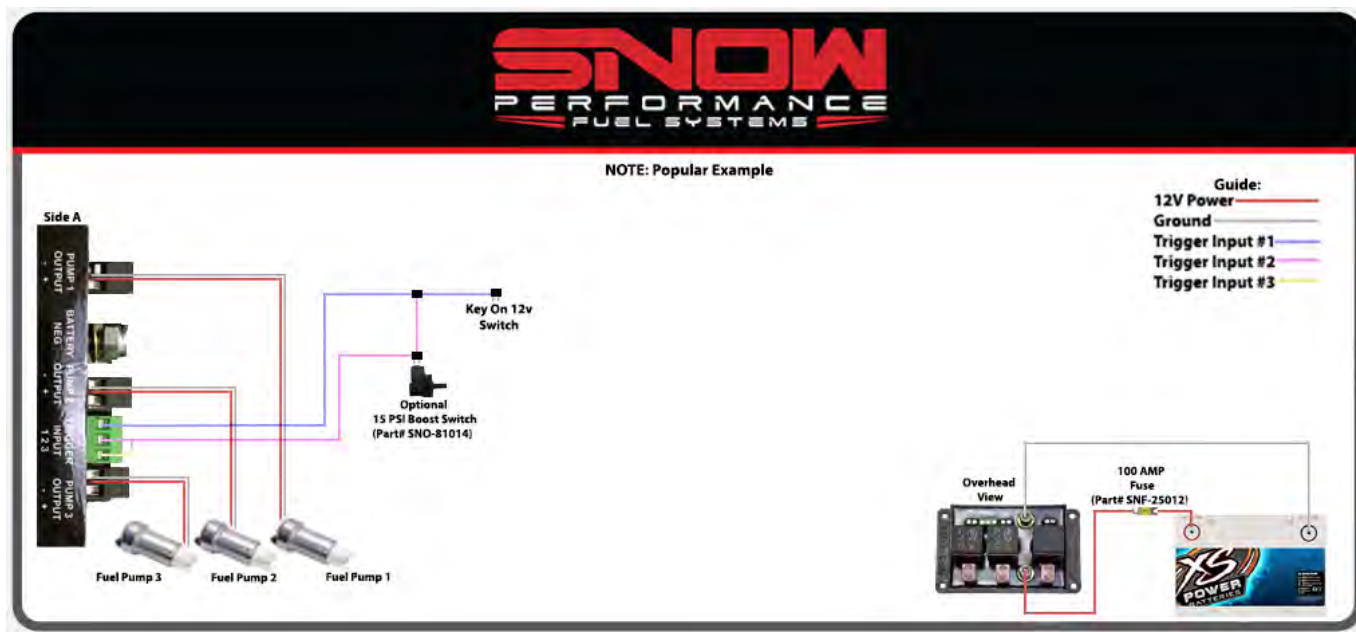 SNOW
PERFORMANCE
FUEL SYSTEMS
NOTE: Popular Example
Guide:
12V Power
Ground
Trigger Input #1
Trigger Input #2
Trigger Input #3
Side A
PUMP 1
OUTPUT
- +
BATTERY
NEG
PUMP 2
OUTPUT
- +
TRIGGER
INPUT
1 2 3
PUMP 3
OUTPUT
- +
Key On 12v
Switch
Optional
15 PSI Boost Switch
(Part# SNO-81014)
Fuel Pump 3
Fuel Pump 2
Fuel Pump 1
Overhead
View
100 AMP
Fuse
(Part# SNF-25012)
XS
POWER
BATTERIES